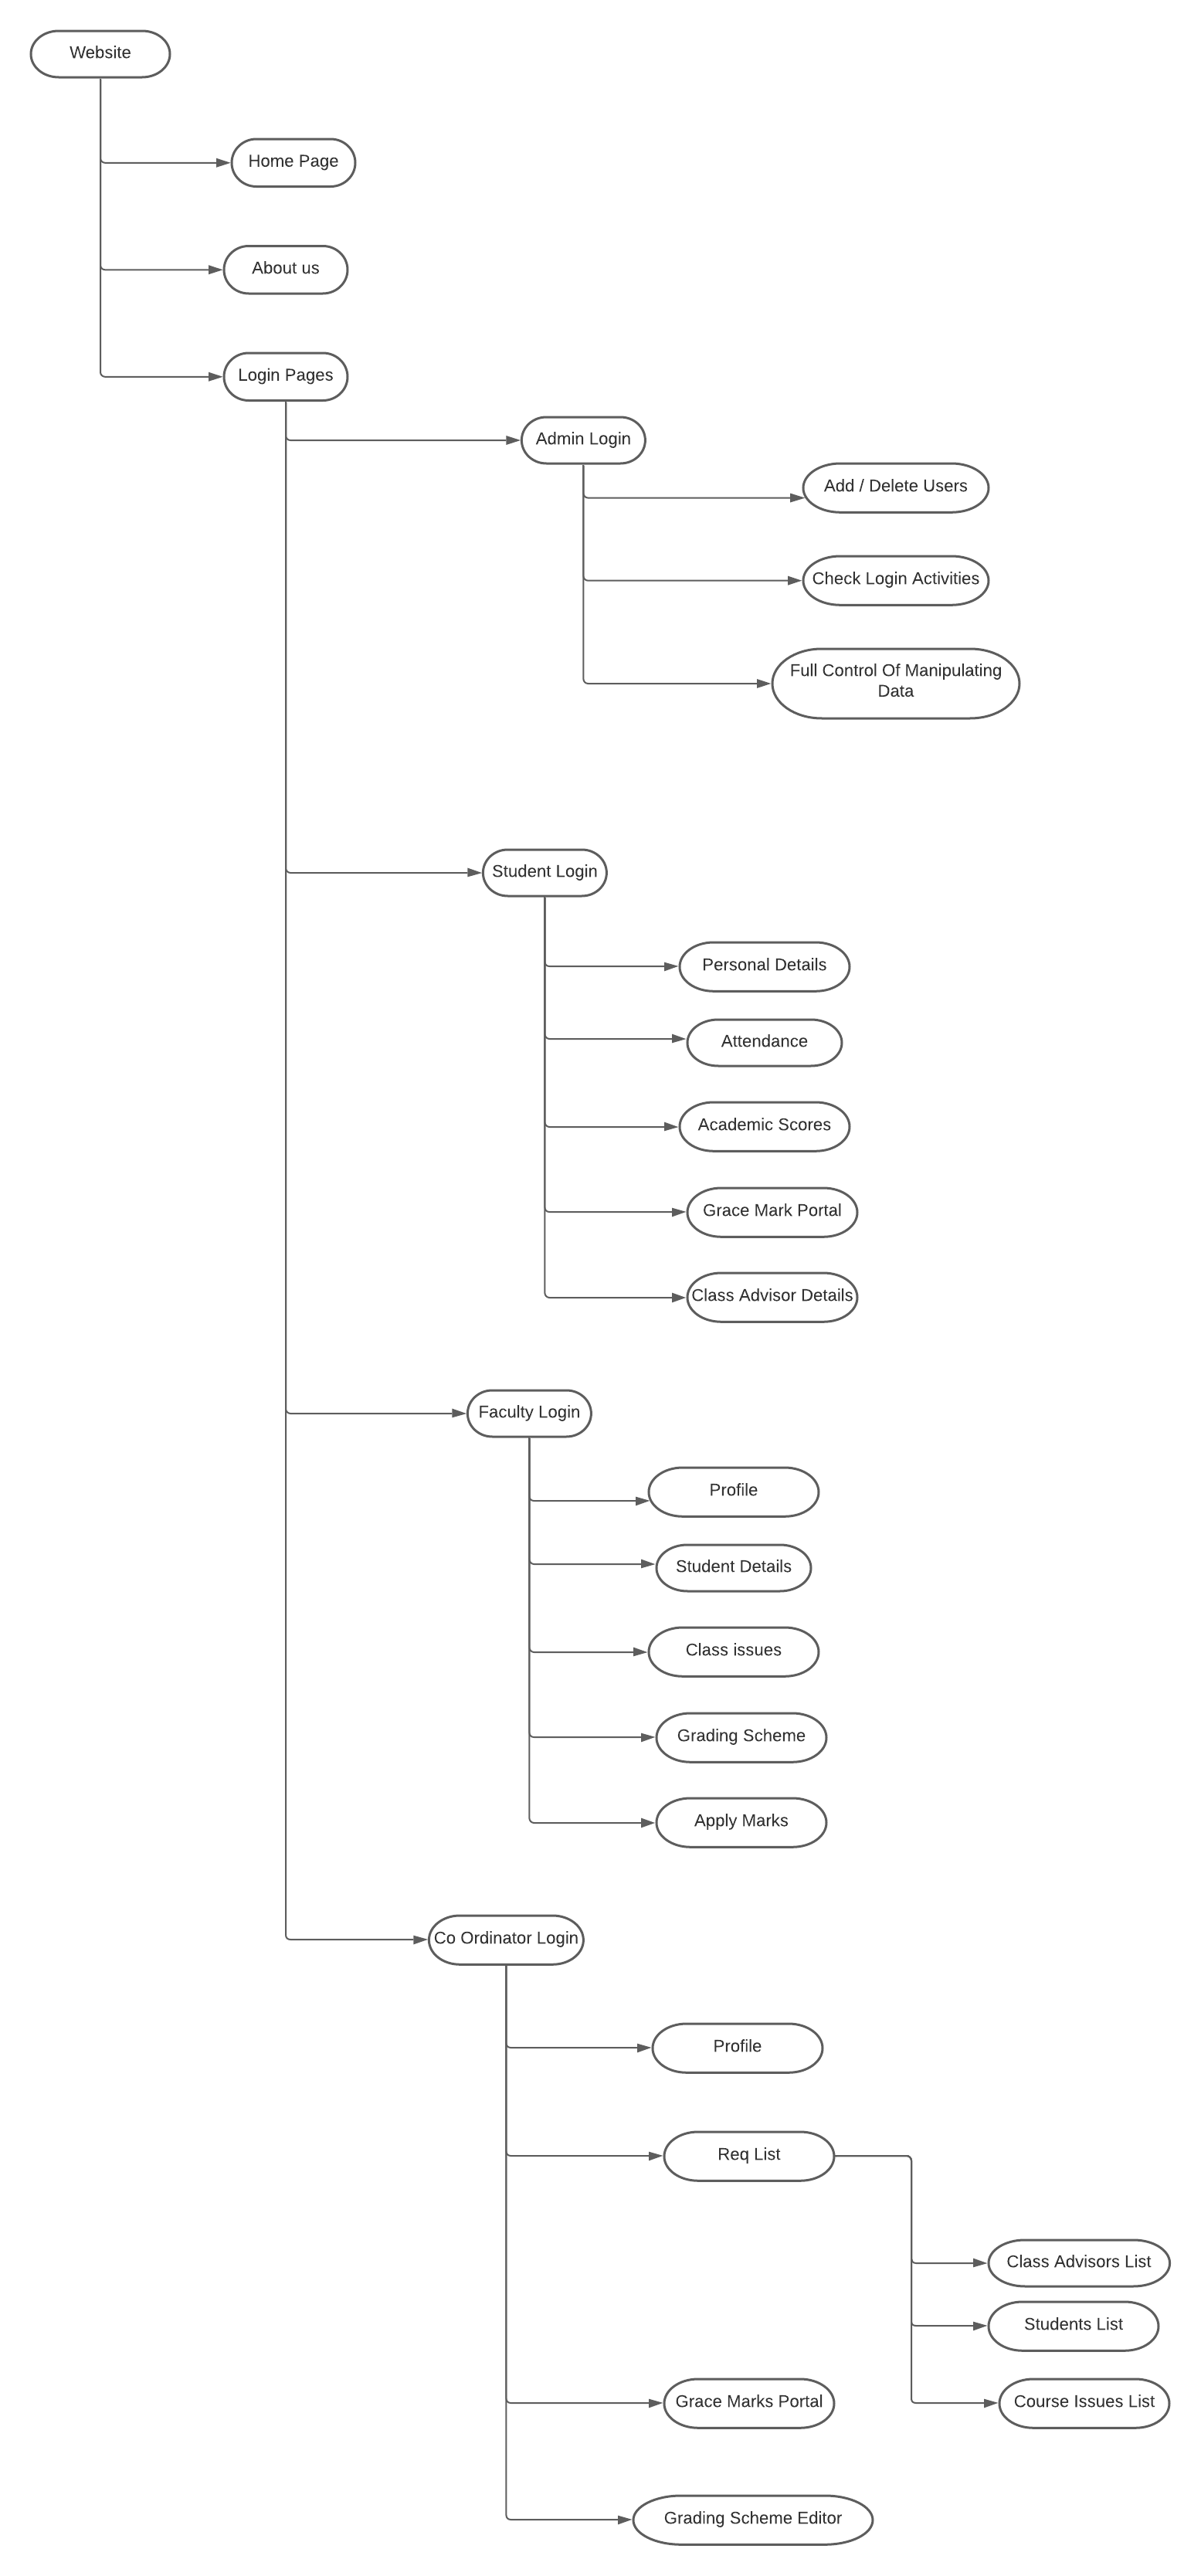 Website
Home Page
About us
Login Pages
Admin Login
Add / Delete Users
Check Login Activities
Full Control Of Manipulating
Data
Student Login
Personal Details
Attendance
Academic Scores
Grace Mark Portal
Class Advisor Details
Faculty Login
Profile
Student Details
Class issues
Grading Scheme
Apply Marks
Co Ordinator Login
Profile
Req List
Class Advisors List
Students List
Course Issues List
Grace Marks Portal
Grading Scheme Editor